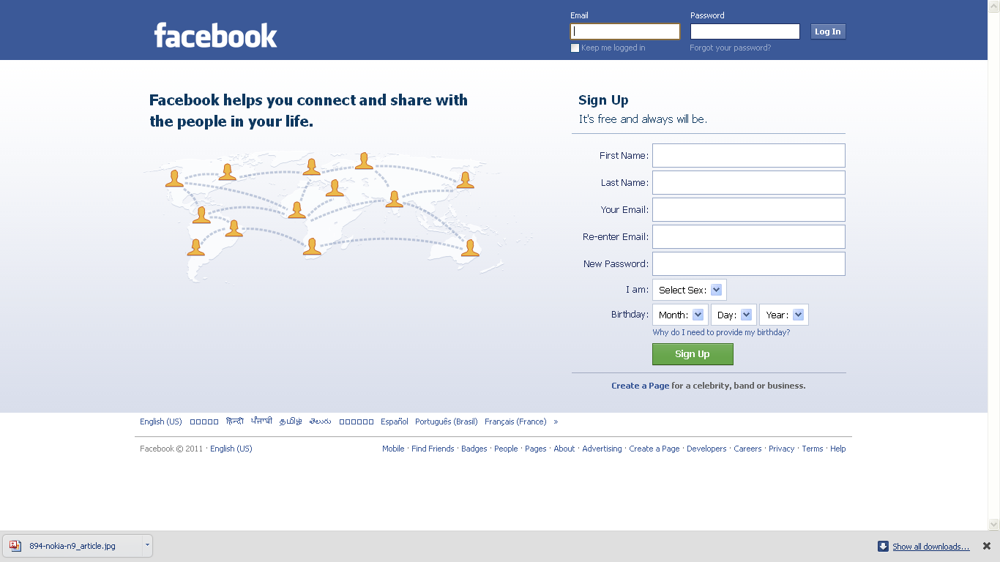 facebook
Email
Password
Log In
Keep me logged in
Forgot your password?
Facebook helps you connect and share with
the people in your life.
Sign Up
It's free and always will be.
First Name:
Last Name:
Your Email:
Re-enter Email:
New Password:
I am: Select Sex:
Birthday: Month: Day: Year:
Why do I need to provide my birthday?
Sign Up
Create a Page for a celebrity, band or business.
English (US) हिन्दी ਪੰਜਾਬੀ தமிழ் తెలుగు Español Português (Brasil) Français (France) »
Facebook © 2011 · English (US)
Mobile · Find Friends · Badges · People · Pages · About · Advertising · Create a Page · Developers · Careers · Privacy · Terms · Help
894-nokia-n9_article.jpg
Show all downloads...